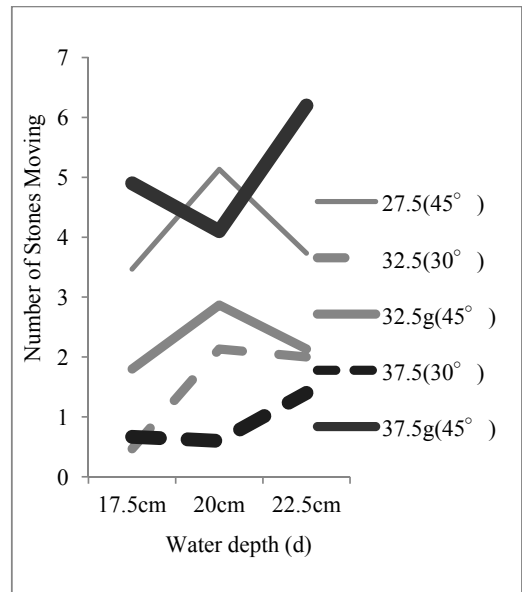 7
6
5
4
3
2
1
0
Number of Stones Moving
17.5cm 20cm 22.5cm
Water depth (d)
27.5(45° )
32.5(30° )
32.5g(45° )
37.5(30° )
37.5g(45° )